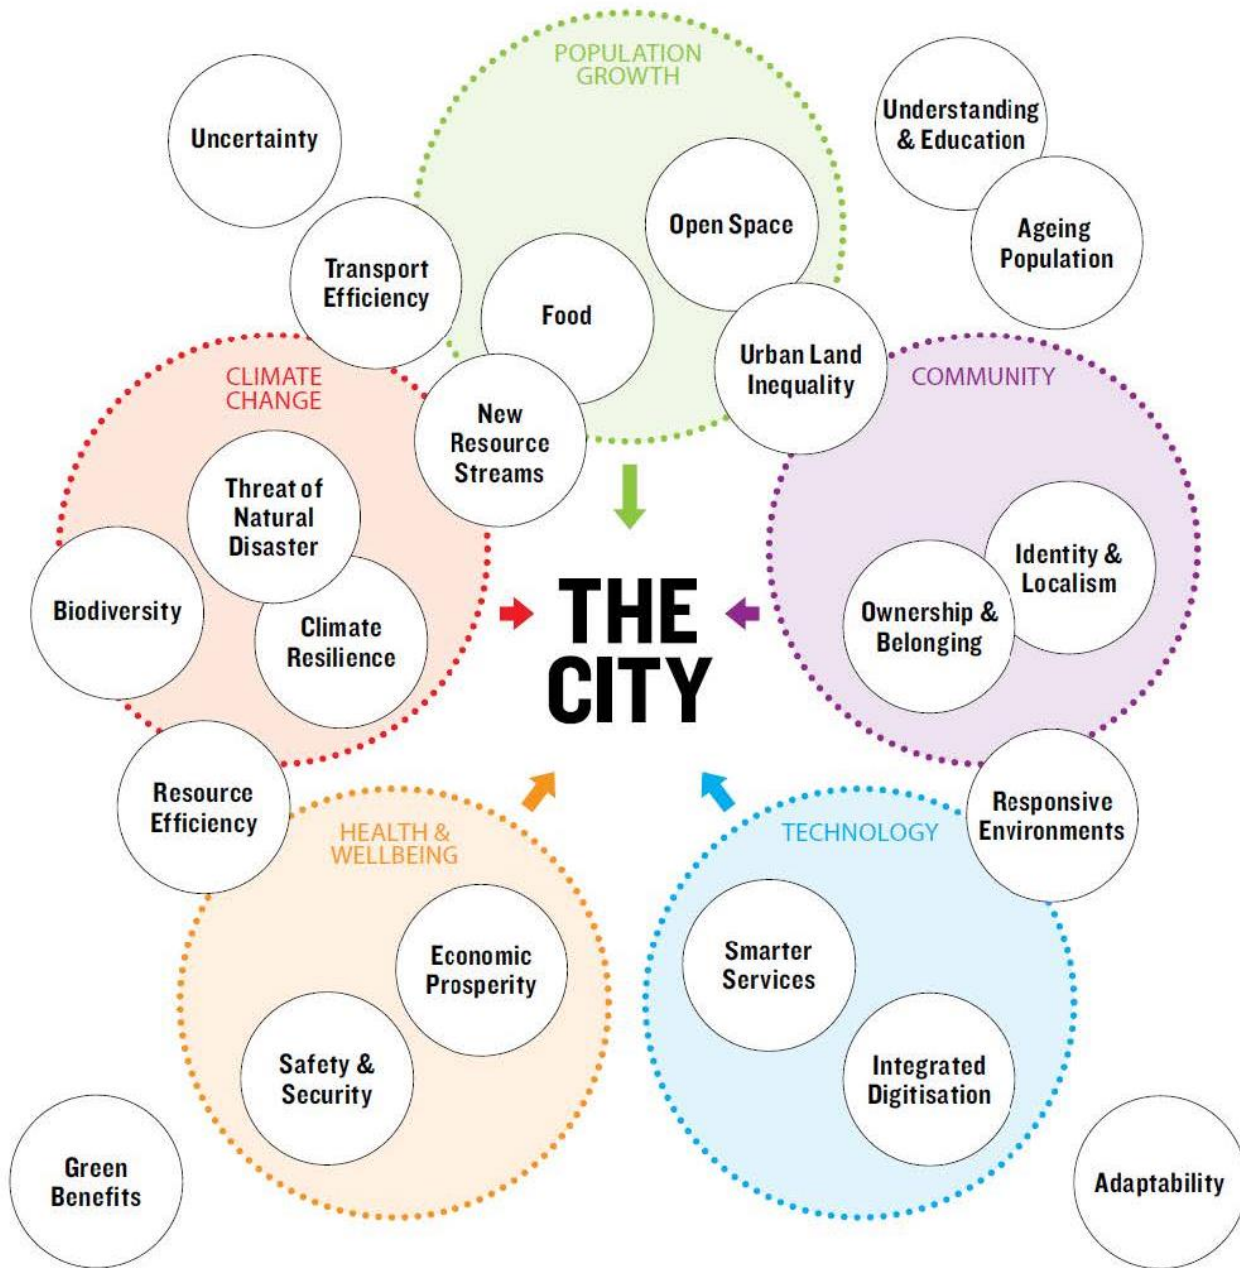 POPULATION
GROWTH
Uncertainty
Understanding
& Education
Open Space
Ageing
Population
Transport
Efficiency
Food
Urban Land
Inequality
CLIMATE
CHANGE
COMMUNITY
New
Resource
Streams
Threat of
Natural
Disaster
Identity &
Localism
Biodiversity
Climate
Resilience
THE
CITY
Ownership &
Belonging
Resource
Efficiency
HEALTH &
WELLBEING
TECHNOLOGY
Responsive
Environments
Economic
Prosperity
Smarter
Services
Safety &
Security
Integrated
Digitisation
Green
Benefits
Adaptability